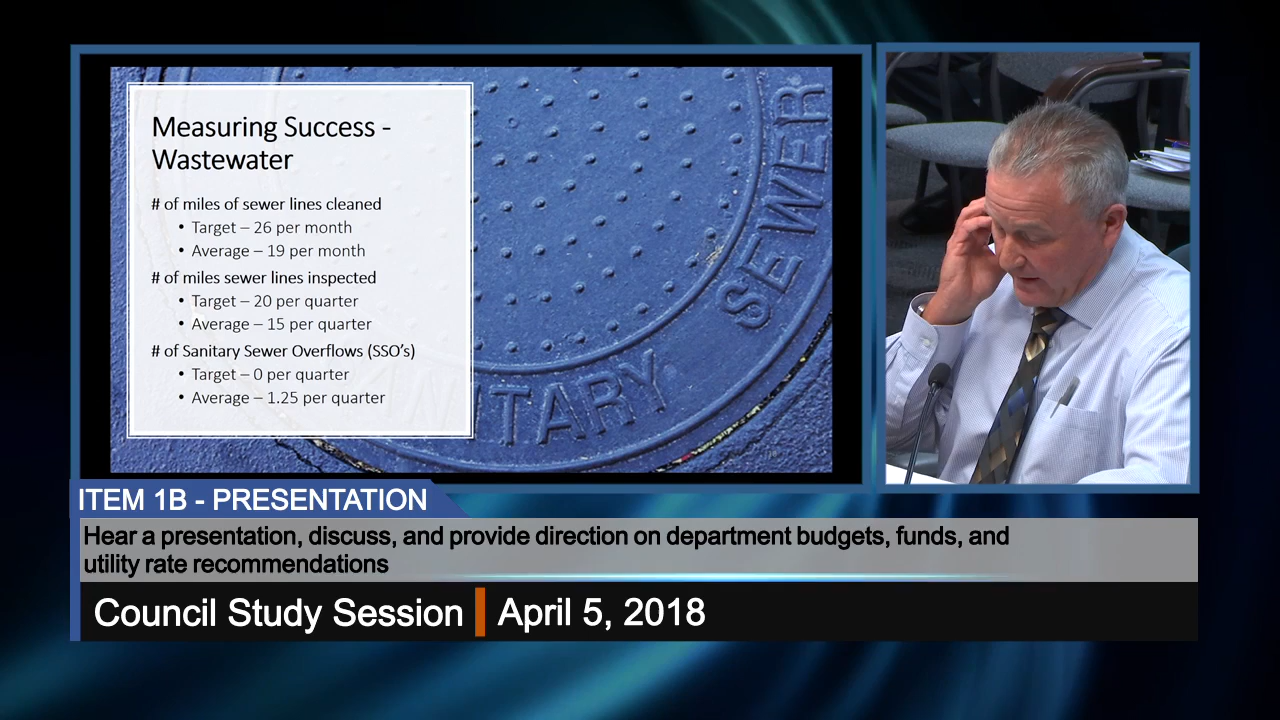 Measuring Success -
Wastewater
# of miles of sewer lines cleaned
• Target – 26 per month
• Average – 19 per month
# of miles sewer lines inspected
• Target – 20 per quarter
• Average – 15 per quarter
# of Sanitary Sewer Overflows (SSO's)
• Target – 0 per quarter
• Average – 1.25 per quarter
SEWER
SANITARY
ITEM 1B - PRESENTATION
Hear a presentation, discuss, and provide direction on department budgets, funds, and
utility rate recommendations
Council Study Session
April 5, 2018